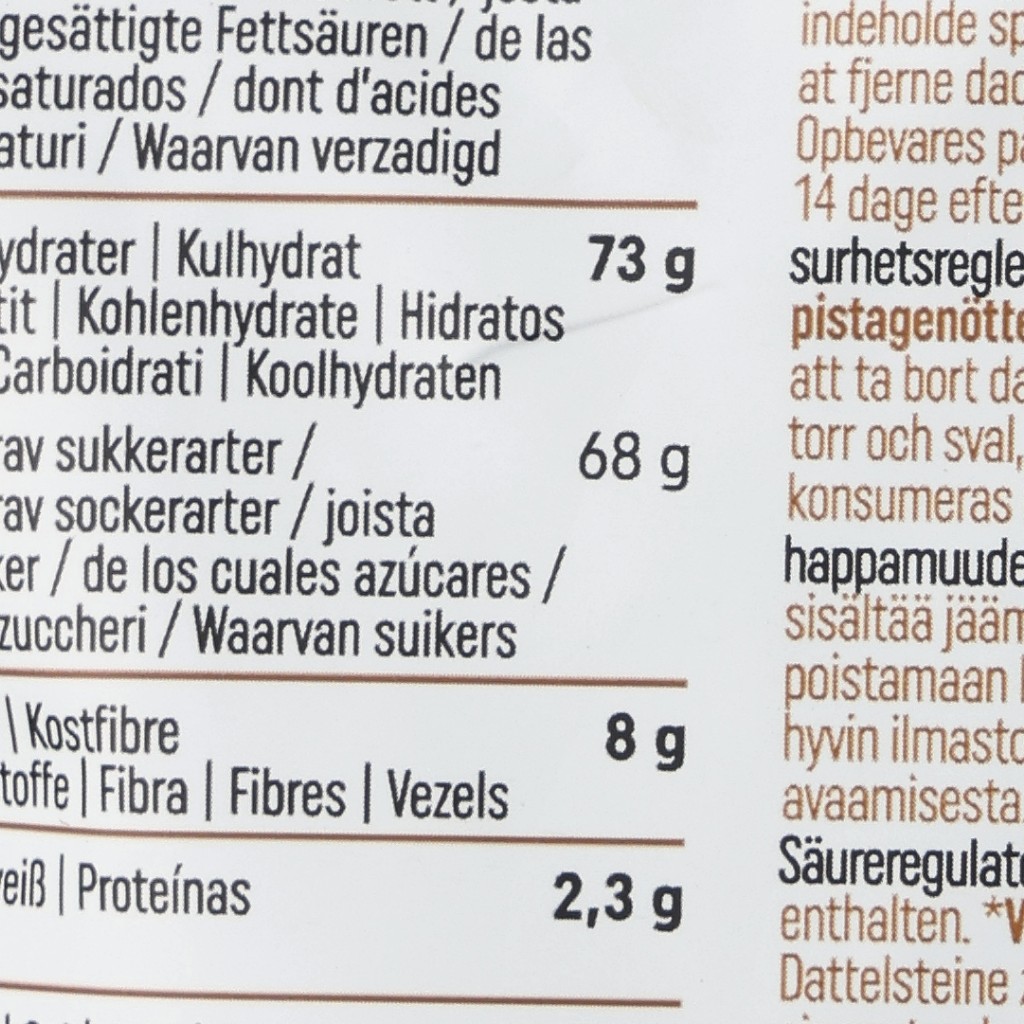 gesättigte Fettsäuren / de las
saturados / dont d'acides
aturi / Waarvan verzadigd
ydrater | Kulhydrat 73 g
tit | Kohlenhydrate | Hidratos
Carboidrati | Koolhydraten
rav sukkerarter / 68 g
rav sockerarter / joista
ker / de los cuales azúcares /
zuccheri / Waarvan suikers
\ Kostfibre 8 g
toffe | Fibra | Fibres | Vezels
eiß | Proteínas 2,3 g
indeholde sp
at fjerne dad
Opbevares på
14 dage efte
surhetsregle
pistagenötte
att ta bort da
torr och sval,
konsumeras
happamuude
sisältää jääm
poistamaan
hyvin ilmasto
avaamisesta
Säureregulato
enthalten. *V
Dattelsteine